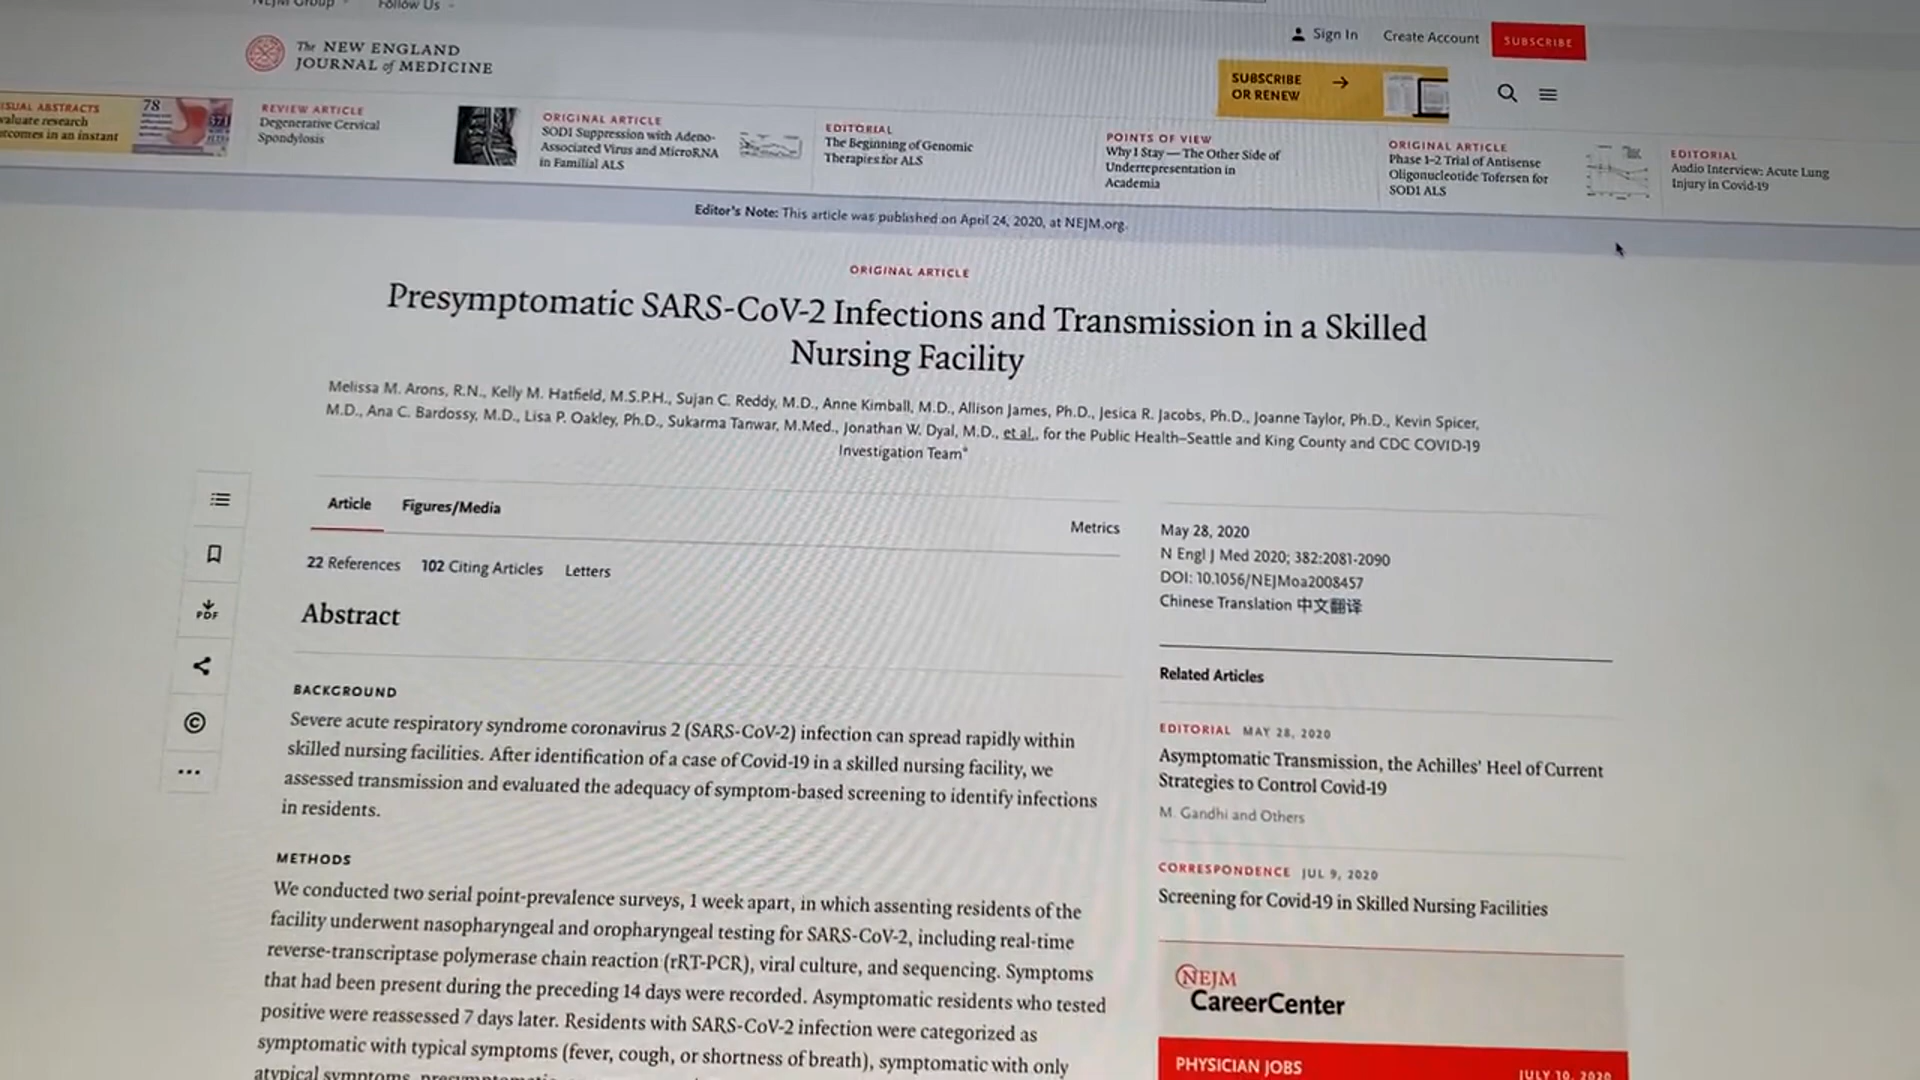 NEJM Group Follow Us
Sign In Create Account SUBSCRIBE
The NEW ENGLAND
JOURNAL of MEDICINE
SUBSCRIBE
OR RENEW
ABSTRACTS
research
in an instant
78
REVIEW ARTICLE
Degenerative Cervical
Spondylosis
ORIGINAL ARTICLE
SOD1 Suppression with Adeno-
Associated Virus and MicroRNA
in Familial ALS
EDITORIAL
The Beginning of Genomic
Therapies for ALS
POINTS OF VIEW
Why I Stay — The Other Side of
Underrepresentation in
Academia
ORIGINAL ARTICLE
Phase 1–2 Trial of Antisense
Oligonucleotide Tofersen for
SOD1 ALS
EDITORIAL
Audio Interview: Acute Lung
Injury in Covid-19
Editor's Note: This article was published on April 24, 2020, at NEJM.org.
ORIGINAL ARTICLE
Presymptomatic SARS-CoV-2 Infections and Transmission in a Skilled
Nursing Facility
Melissa M. Arons, R.N., Kelly M. Hatfield, M.S.P.H., Sujan C. Reddy, M.D., Anne Kimball, M.D., Allison James, Ph.D., Jesica R. Jacobs, Ph.D., Joanne Taylor, Ph.D., Kevin Spicer,
M.D., Ana C. Bardossy, M.D., Lisa P. Oakley, Ph.D., Sukarma Tanwar, M.Med., Jonathan W. Dyal, M.D., et al., for the Public Health–Seattle and King County and CDC COVID-19
Investigation Team*
Article Figures/Media
Metrics
22 References 102 Citing Articles Letters
PDF
Abstract
BACKGROUND
Severe acute respiratory syndrome coronavirus 2 (SARS-CoV-2) infection can spread rapidly within
skilled nursing facilities. After identification of a case of Covid-19 in a skilled nursing facility, we
assessed transmission and evaluated the adequacy of symptom-based screening to identify infections
in residents.
METHODS
We conducted two serial point-prevalence surveys, 1 week apart, in which assenting residents of the
facility underwent nasopharyngeal and oropharyngeal testing for SARS-CoV-2, including real-time
reverse-transcriptase polymerase chain reaction (rRT-PCR), viral culture, and sequencing. Symptoms
that had been present during the preceding 14 days were recorded. Asymptomatic residents who tested
positive were reassessed 7 days later. Residents with SARS-CoV-2 infection were categorized as
symptomatic with typical symptoms (fever, cough, or shortness of breath), symptomatic with only
atypical symptoms, presymptomatic
May 28, 2020
N Engl J Med 2020; 382:2081-2090
DOI: 10.1056/NEJMoa2008457
Chinese Translation 中文翻译
Related Articles
EDITORIAL MAY 28, 2020
Asymptomatic Transmission, the Achilles' Heel of Current
Strategies to Control Covid-19
M. Gandhi and Others
CORRESPONDENCE JUL 9, 2020
Screening for Covid-19 in Skilled Nursing Facilities
NEJM
CareerCenter
PHYSICIAN JOBS
JULY 10, 2020